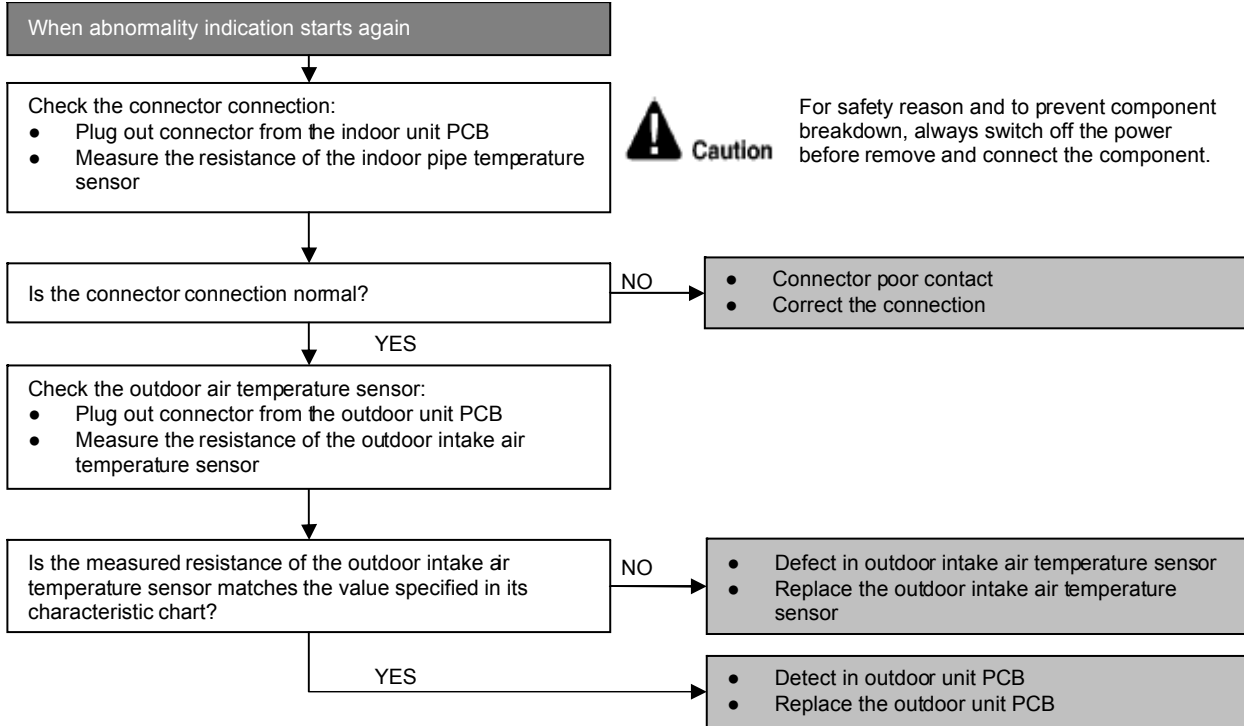 When abnormality indication starts again
Check the connector connection:
● Plug out connector from the indoor unit PCB
● Measure the resistance of the indoor pipe temperature
sensor
Caution
For safety reason and to prevent component
breakdown, always switch off the power
before remove and connect the component.
Is the connector connection normal?
NO
● Connector poor contact
● Correct the connection
YES
Check the outdoor air temperature sensor:
● Plug out connector from the outdoor unit PCB
● Measure the resistance of the outdoor intake air
temperature sensor
Is the measured resistance of the outdoor intake air
temperature sensor matches the value specified in its
characteristic chart?
NO
● Defect in outdoor intake air temperature sensor
● Replace the outdoor intake air temperature
sensor
YES
● Detect in outdoor unit PCB
● Replace the outdoor unit PCB